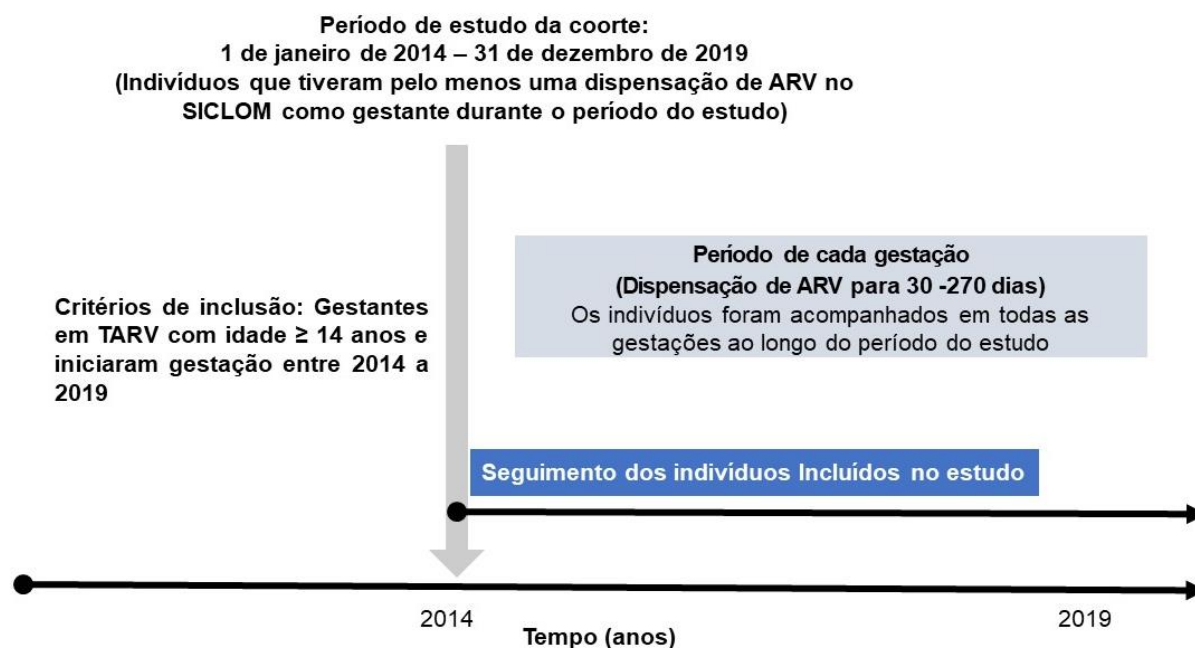 Período de estudo da coorte:
1 de janeiro de 2014 – 31 de dezembro de 2019
(Indivíduos que tiveram pelo menos uma dispensação de ARV no
SICLOM como gestante durante o período do estudo)
Critérios de inclusão: Gestantes
em TARV com idade ≥ 14 anos e
iniciaram gestação entre 2014 a
2019
Período de cada gestação
(Dispensação de ARV para 30 -270 dias)
Os indivíduos foram acompanhados em todas as
gestações ao longo do período do estudo
Seguimento dos indivíduos Incluídos no estudo
2014
2019
Tempo (anos)